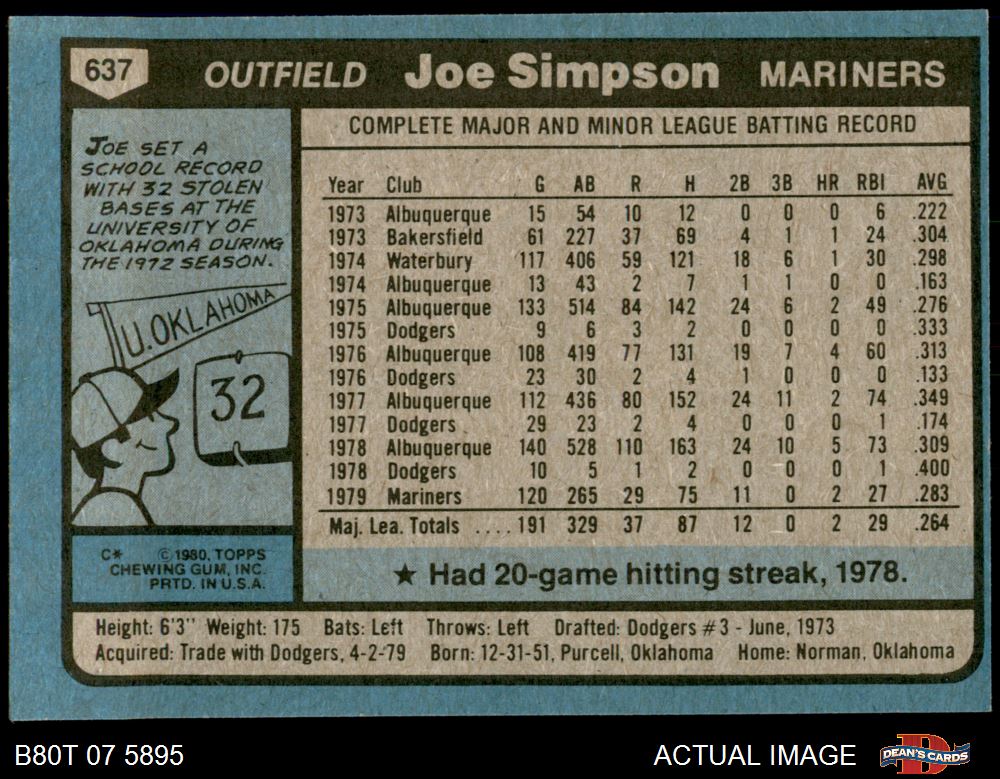 637 OUTFIELD Joe Simpson MARINERS
JOE SET A
SCHOOL RECORD
WITH 32 STOLEN
BASES AT THE
UNIVERSITY OF
OKLAHOMA DURING
THE 1972 SEASON.
U. OKLAHOMA
32
C* © 1980, TOPPS
CHEWING GUM, INC.
PRTD. IN U.S.A.
COMPLETE MAJOR AND MINOR LEAGUE BATTING RECORD
Year Club G AB R H 2B 3B HR RBI AVG
1973 Albuquerque 15 54 10 12 0 0 0 6 .222
1973 Bakersfield 61 227 37 69 4 1 1 24 .304
1974 Waterbury 117 406 59 121 18 6 1 30 .298
1974 Albuquerque 13 43 2 7 1 1 0 0 .163
1975 Albuquerque 133 514 84 142 24 6 2 49 .276
1975 Dodgers 9 6 3 2 0 0 0 0 .333
1976 Albuquerque 108 419 77 131 19 7 4 60 .313
1976 Dodgers 23 30 2 4 1 0 0 0 .133
1977 Albuquerque 112 436 80 152 24 11 2 74 .349
1977 Dodgers 29 23 2 4 0 0 0 1 .174
1978 Albuquerque 140 528 110 163 24 10 5 73 .309
1978 Dodgers 10 5 1 2 0 0 0 1 .400
1979 Mariners 120 265 29 75 11 0 2 27 .283
Maj. Lea. Totals ....191 329 37 87 12 0 2 29 .264
★ Had 20-game hitting streak, 1978.
Height: 6'3'' Weight: 175 Bats: Left Throws: Left Drafted: Dodgers #3 - June, 1973
Acquired: Trade with Dodgers, 4-2-79 Born: 12-31-51, Purcell, Oklahoma Home: Norman, Oklahoma
B80T 07 5895 ACTUAL IMAGE DEAN'S CARDS